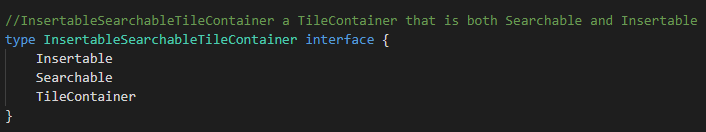 //InsertableSearchableTileContainer a TileContainer that is both Searchable and Insertable
type InsertableSearchableTileContainer interface {
Insertable
Searchable
TileContainer
}